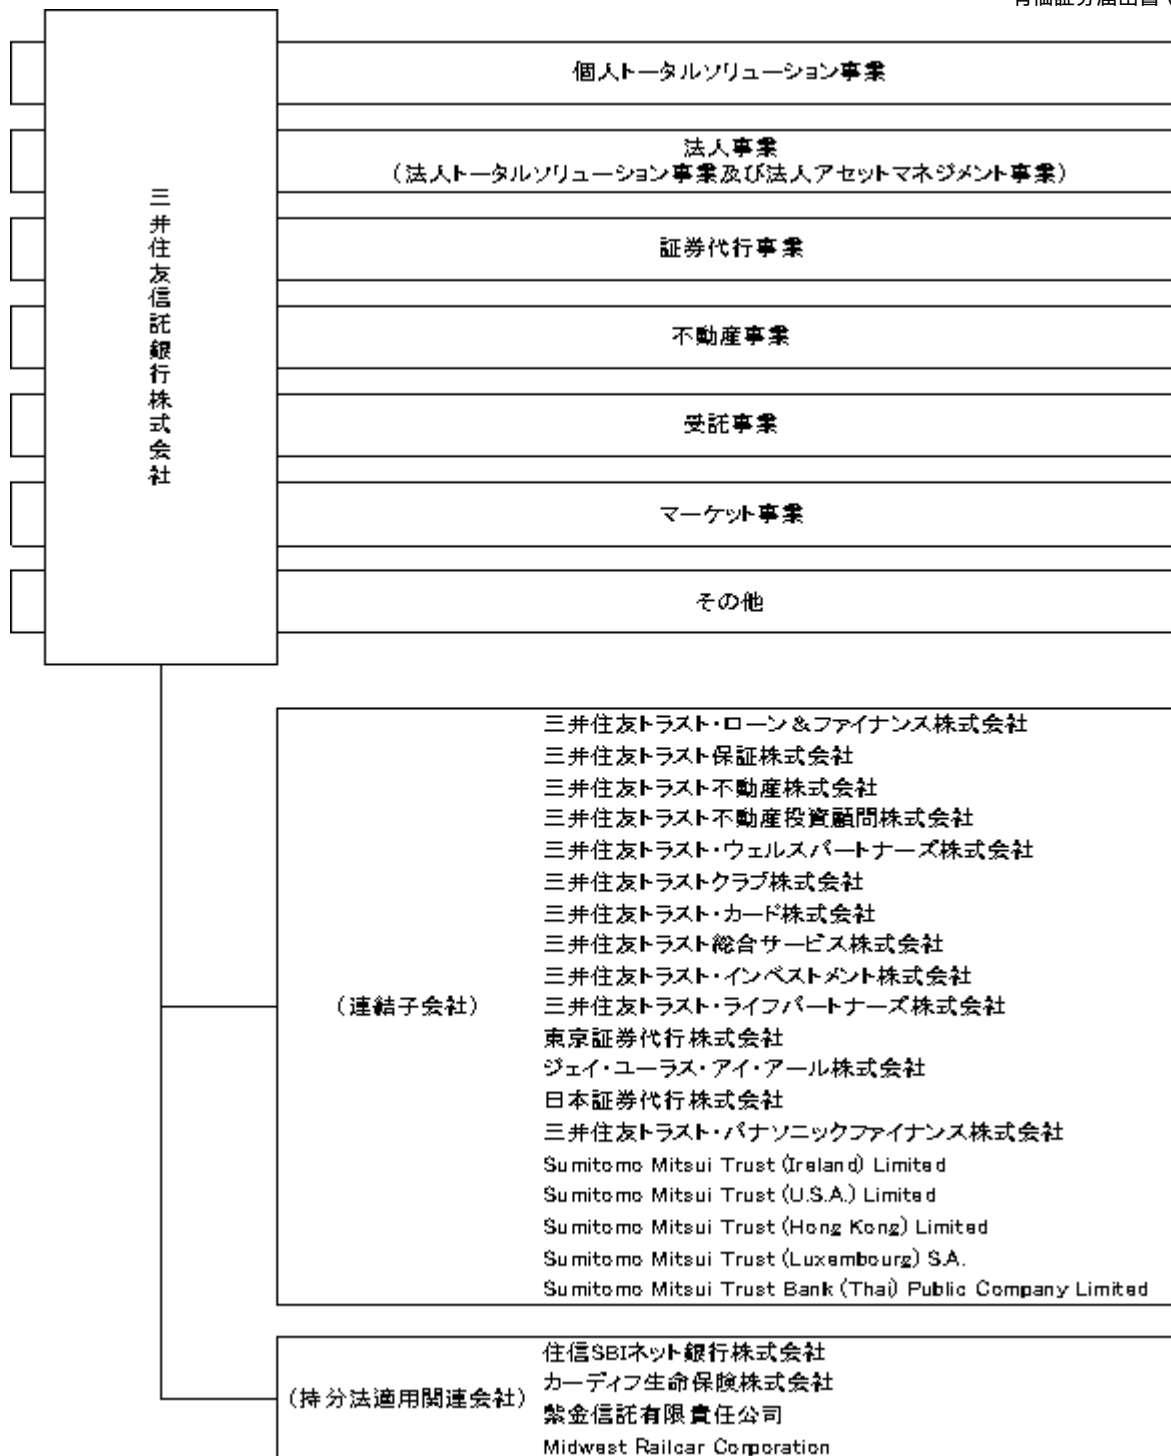 有価証券届出書
三井住友信託銀行株式会社
個人トータルソリューション事業
法人事業
(法人トータルソリューション事業及び法人アセットマネジメント事業)
証券代行事業
不動産事業
受託事業
マーケット事業
その他
(連結子会社)
三井住友トラスト・ローン&ファイナンス株式会社
三井住友トラスト保証株式会社
三井住友トラスト不動産株式会社
三井住友トラスト不動産投資顧問株式会社
三井住友トラスト・ウェルスパートナーズ株式会社
三井住友トラストクラブ株式会社
三井住友トラスト・カード株式会社
三井住友トラスト総合サービス株式会社
三井住友トラスト・インベストメント株式会社
三井住友トラスト・ライフパートナーズ株式会社
東京証券代行株式会社
ジェイ・ユーラス・アイ・アール株式会社
日本証券代行株式会社
三井住友トラスト・パナソニックファイナンス株式会社
Sumitomo Mitsui Trust (Ireland) Limited
Sumitomo Mitsui Trust (U.S.A.) Limited
Sumitomo Mitsui Trust (Hong Kong) Limited
Sumitomo Mitsui Trust (Luxembourg) S.A.
Sumitomo Mitsui Trust Bank (Thai) Public Company Limited
(持分法適用関連会社)
住信SBIネット銀行株式会社
カーディフ生命保険株式会社
紫金信託有限責任公司
Midwest Railcar Corporation